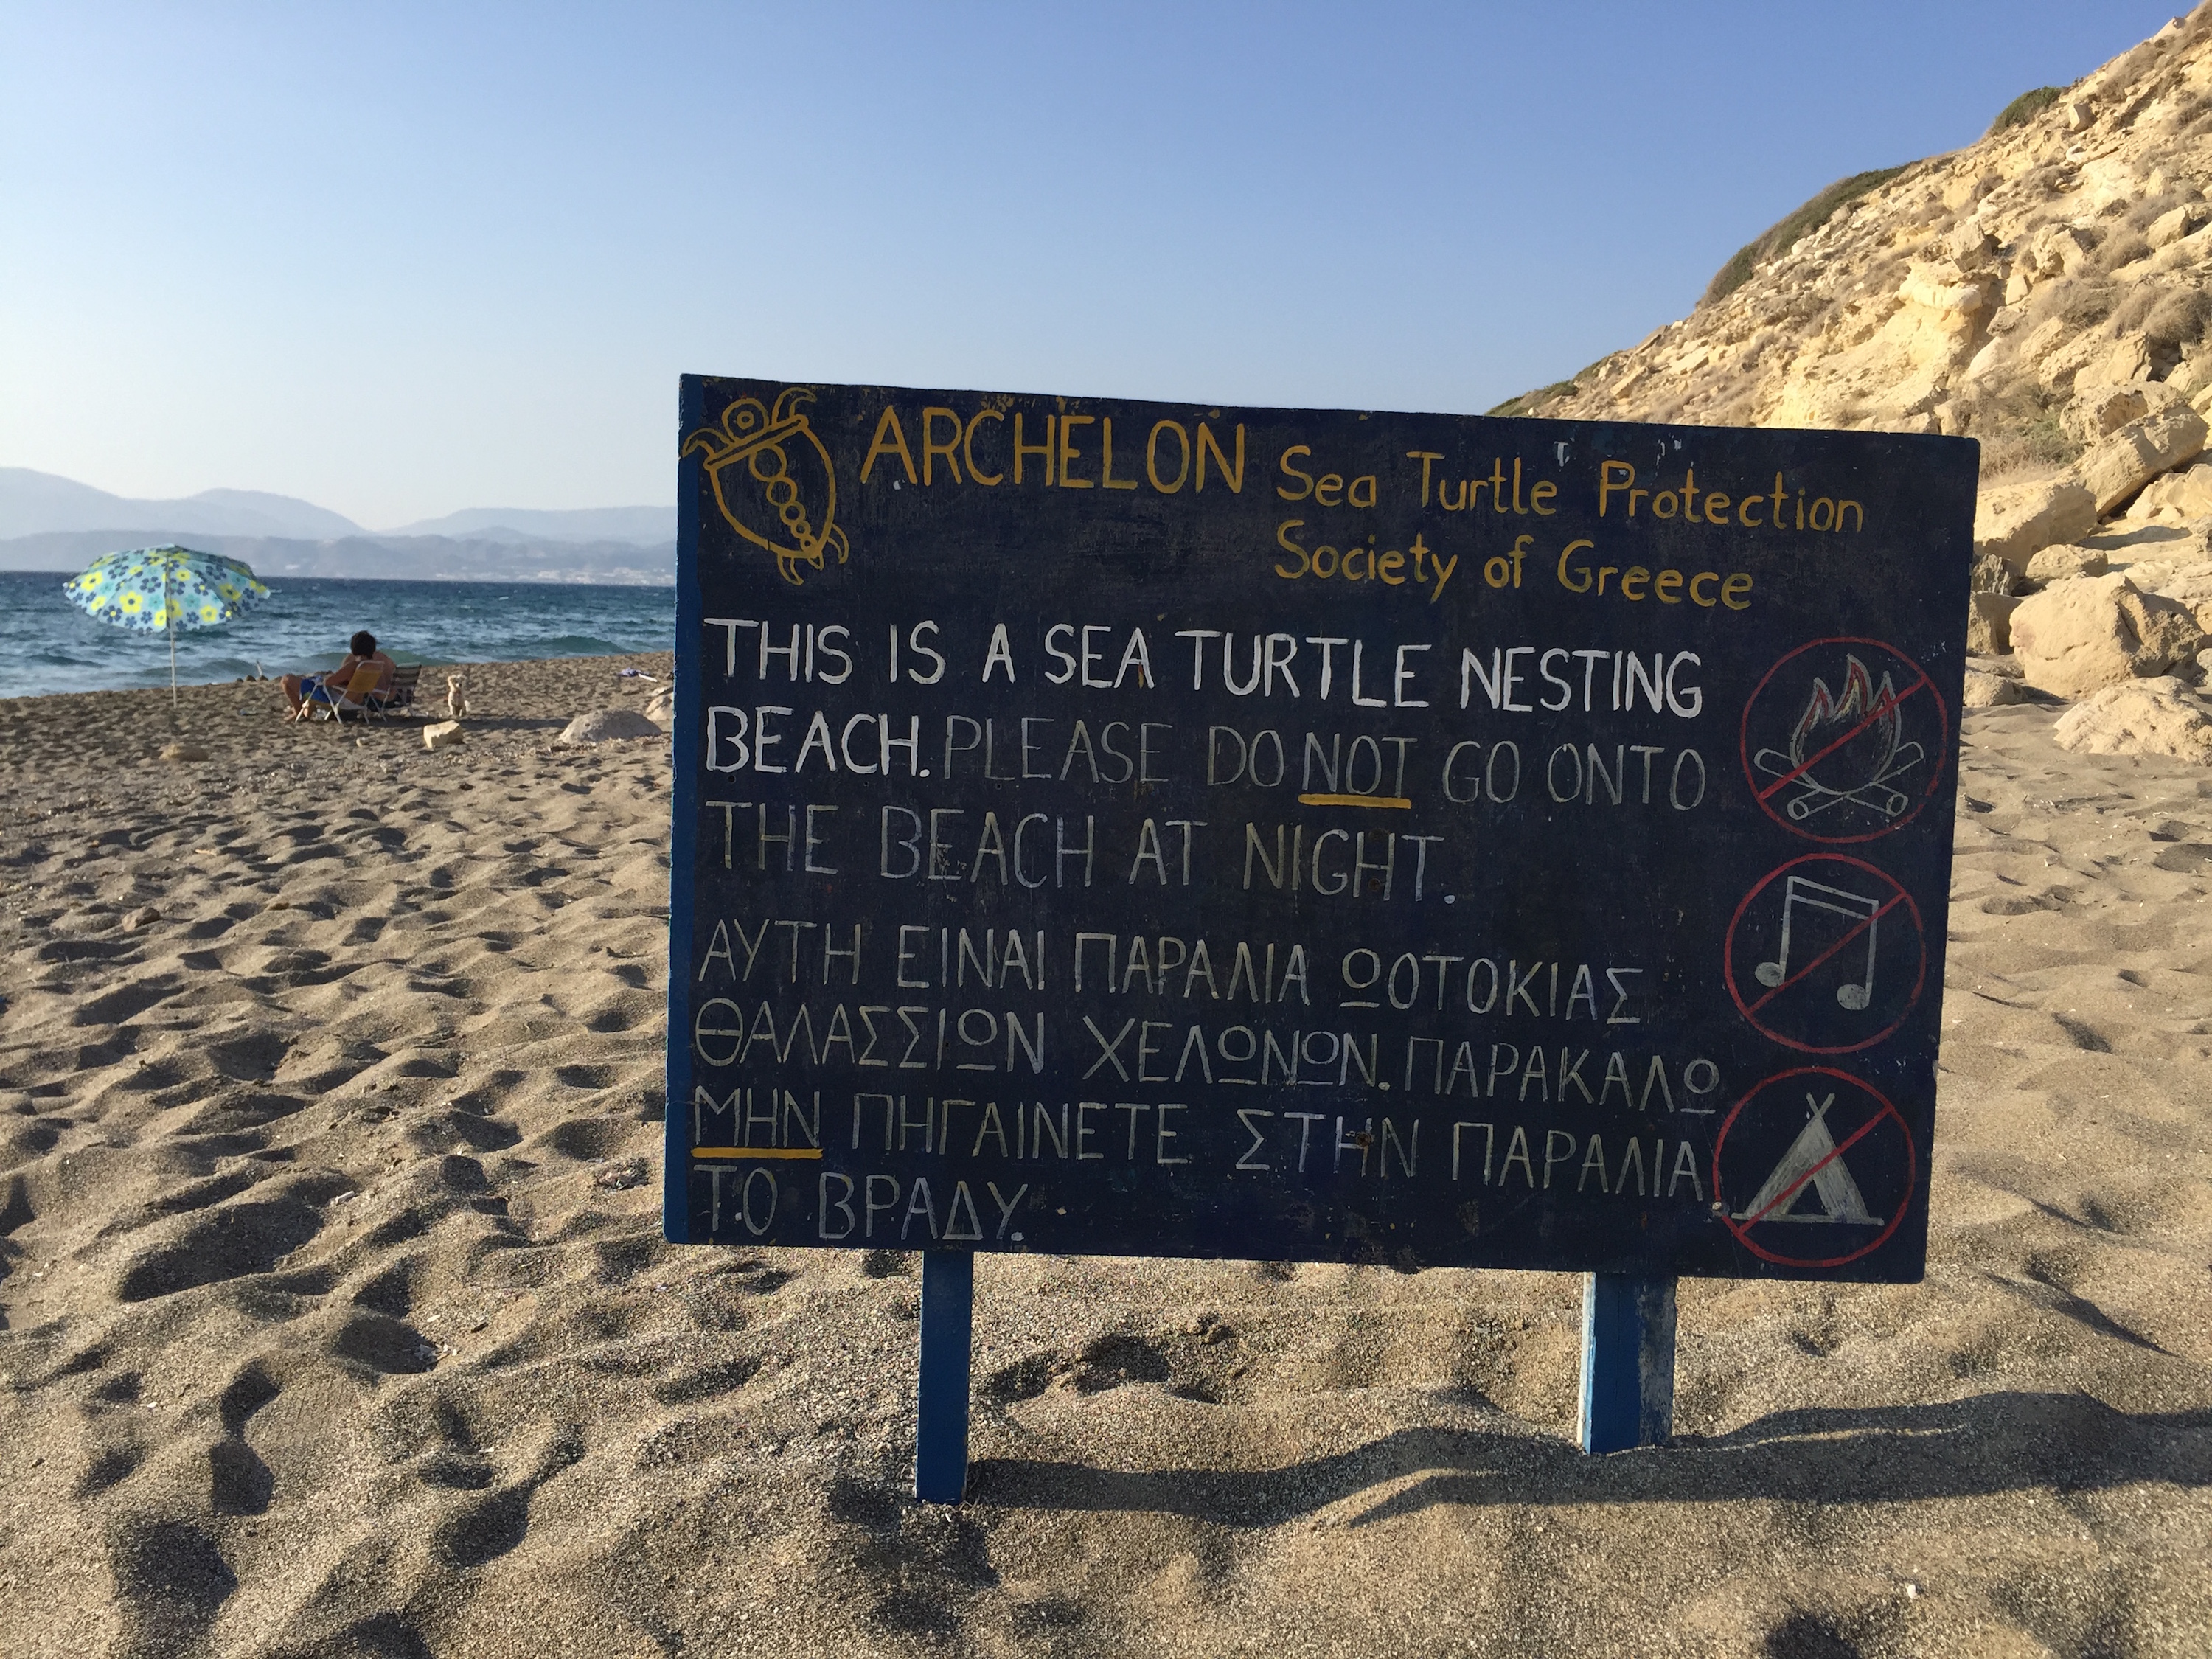 ARCHELON Sea Turtle Protection
Society of Greece
THIS IS A SEA TURTLE NESTING
BEACH. PLEASE DO NOT GO ONTO
THE BEACH AT NIGHT.
ΑΥΤΗ ΕΙΝΑΙ ΠΑΡΑΛΙΑ ΩΟΤΟΚΙΑΣ
ΘΑΛΑΣΣΙΩΝ ΧΕΛΩΝΩΝ. ΠΑΡΑΚΑΛΩ
ΜΗΝ ΠΗΓΑΙΝΕΤΕ ΣΤΗΝ ΠΑΡΑΛΙΑ
ΤΟ ΒΡΑΔΥ.